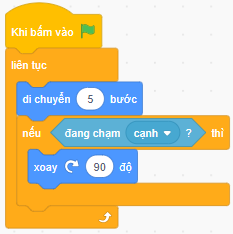 Khi bấm vào
liên tục
di chuyển 5 bước
nếu đang chạm cạnh ? thì
xoay 90 độ